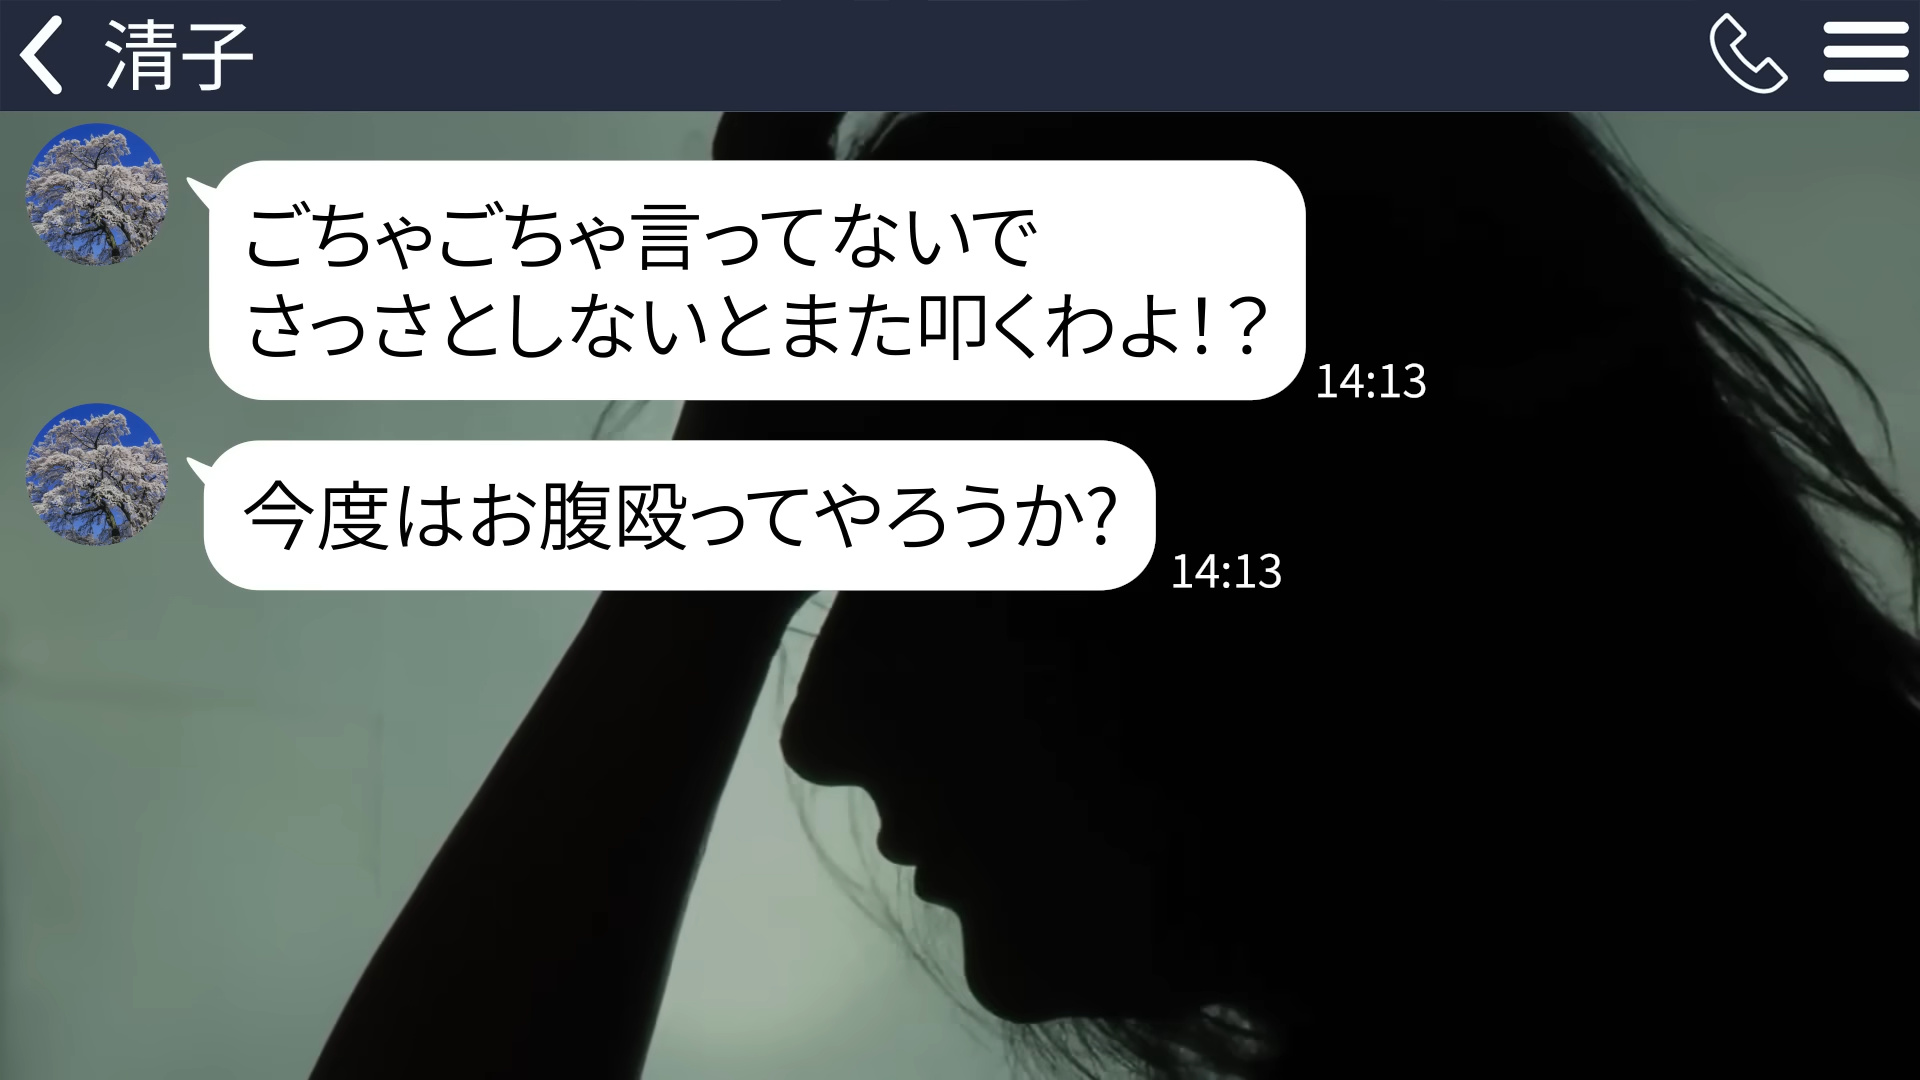 清子
ごちゃごちゃ言ってないで
さっさとしないとまた叩くわよ！？
14:13
今度はお腹殴ってやろうか?
14:13